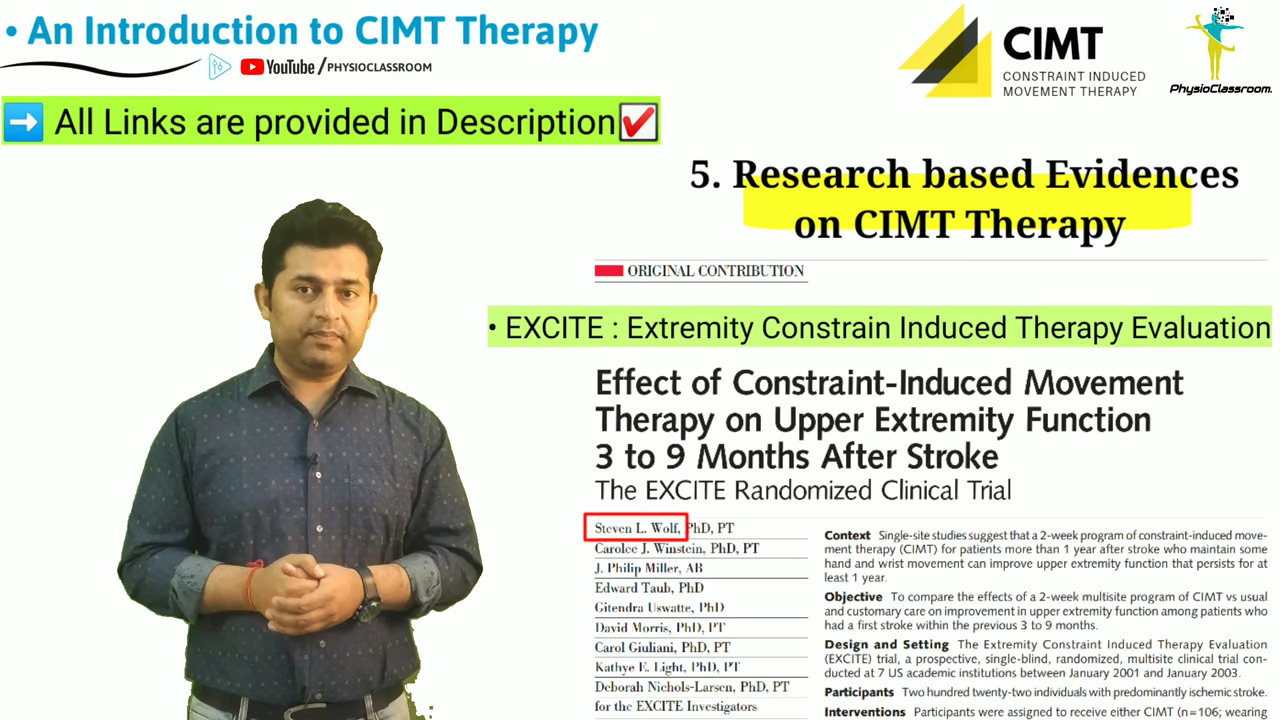 • An Introduction to CIMT Therapy
YouTube / PHYSIOCLASSROOM
CIMT
CONSTRAINT INDUCED
MOVEMENT THERAPY
PhysioClassroom.
➡ All Links are provided in Description✔
5. Research based Evidences
on CIMT Therapy
ORIGINAL CONTRIBUTION
• EXCITE : Extremity Constrain Induced Therapy Evaluation
Effect of Constraint-Induced Movement
Therapy on Upper Extremity Function
3 to 9 Months After Stroke
The EXCITE Randomized Clinical Trial
Steven L. Wolf, PhD, PT
Carolee J. Winstein, PhD, PT
J. Philip Miller, AB
Edward Taub, PhD
Gitendra Uswatte, PhD
David Morris, PhD, PT
Carol Giuliani, PhD, PT
Kathye E. Light, PhD, PT
Deborah Nichols-Larsen, PhD, PT
for the EXCITE Investigators
Context Single-site studies suggest that a 2-week program of constraint-induced move-
ment therapy (CIMT) for patients more than 1 year after stroke who maintain some
hand and wrist movement can improve upper extremity function that persists for at
least 1 year.
Objective To compare the effects of a 2-week multisite program of CIMT vs usual
and customary care on improvement in upper extremity function among patients who
had a first stroke within the previous 3 to 9 months.
Design and Setting The Extremity Constraint Induced Therapy Evaluation
(EXCITE) trial, a prospective, single-blind, randomized, multisite clinical trial con-
ducted at 7 US academic institutions between January 2001 and January 2003.
Participants Two hundred twenty-two individuals with predominantly ischemic stroke.
Interventions Participants were assigned to receive either CIMT (n=106; wearing